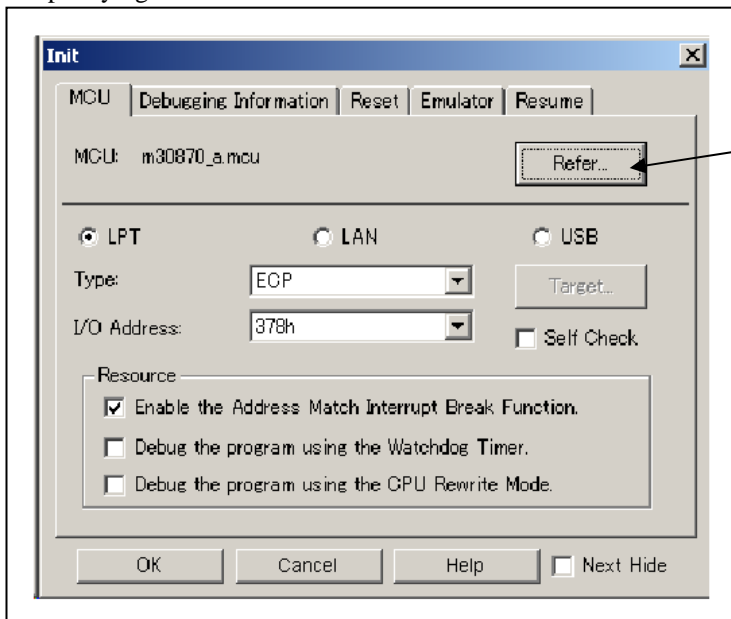 Init
MCU Debugging Information Reset Emulator Resume
MCU: m30870_a.mcu Refer...
LPT LAN USB
Type: ECP Target...
I/O Address: 378h Self Check
Resource
Enable the Address Match Interrupt Break Function.
Debug the program using the Watchdog Timer.
Debug the program using the CPU Rewrite Mode.
OK Cancel Help Next Hide